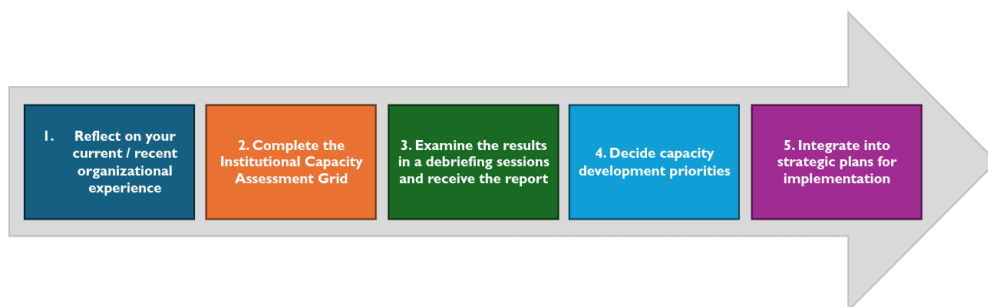 1. Reflect on your
current / recent
organizational
experience
2. Complete the
Institutional Capacity
Assessment Grid
3. Examine the results
in a debriefing sessions
and receive the report
4. Decide capacity
development priorities
5. Integrate into
strategic plans for
implementation